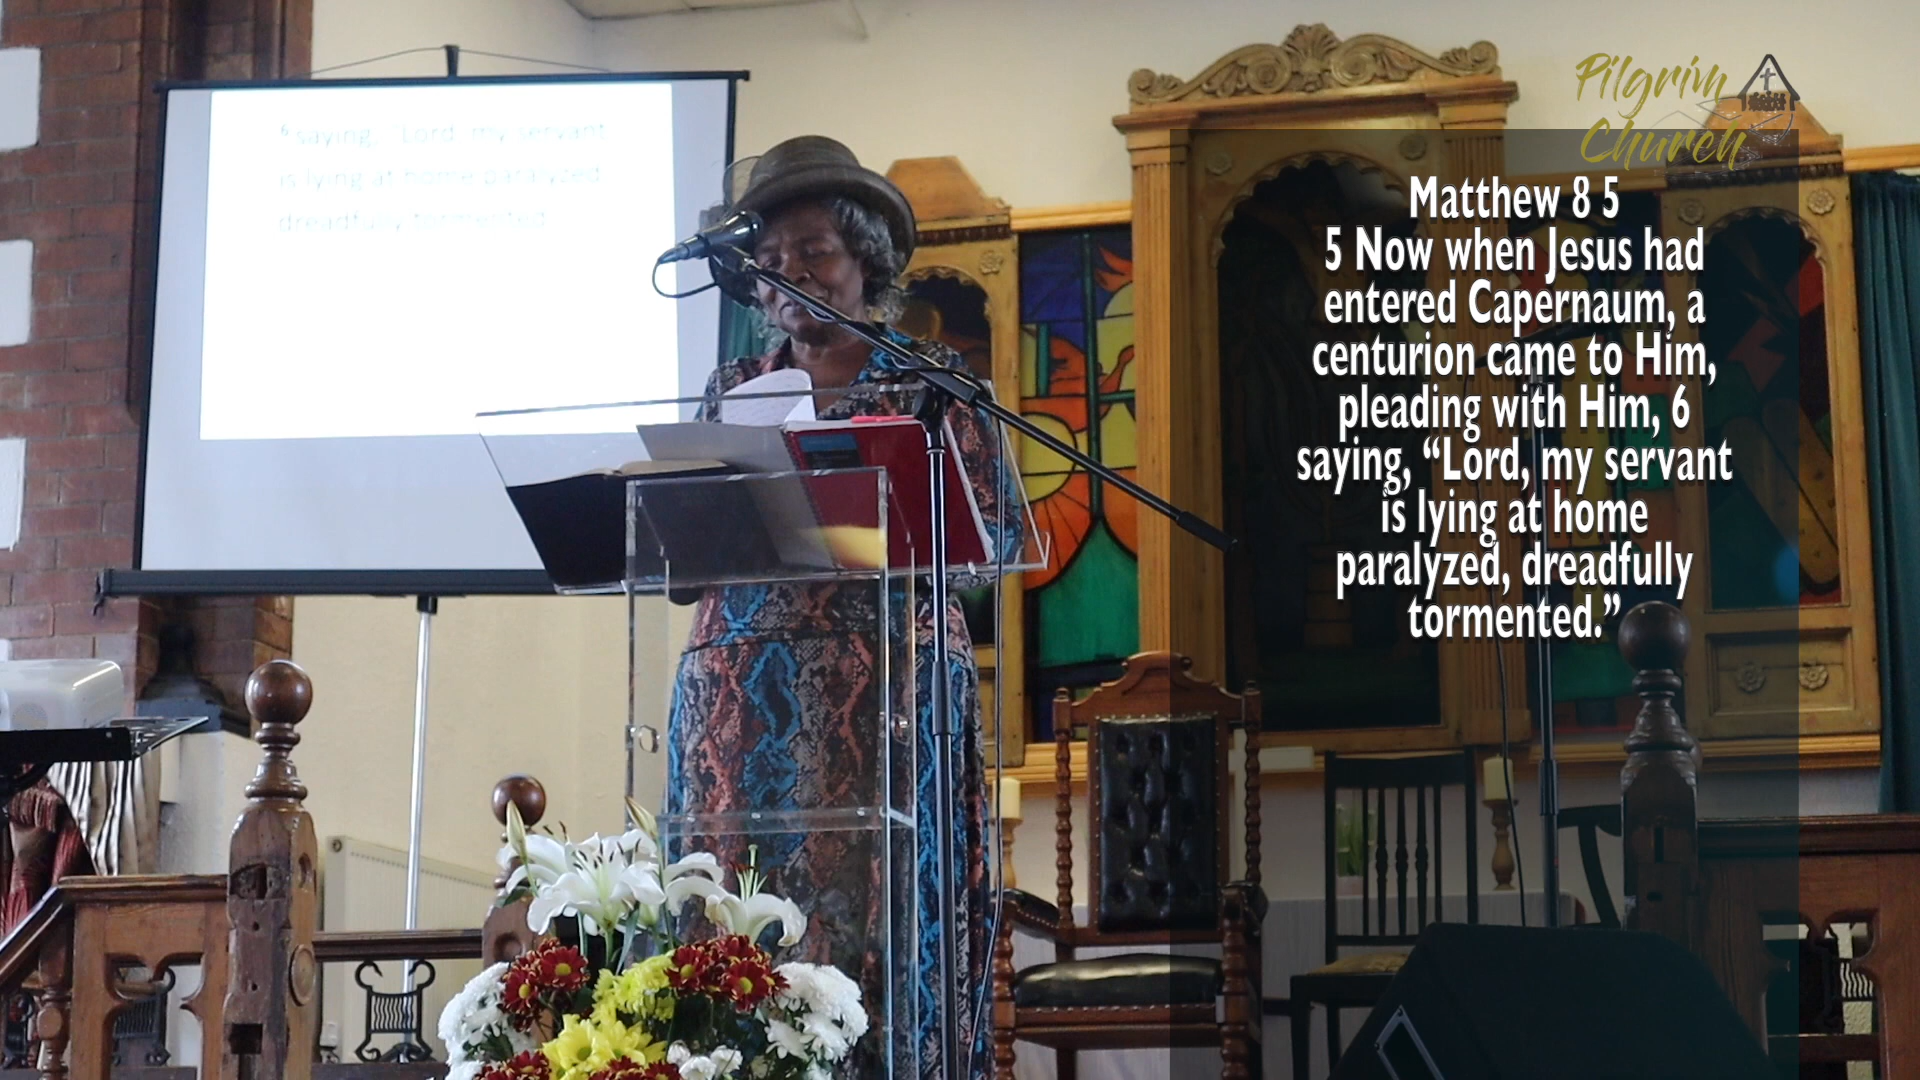 6 saying, "Lord, my servant
is lying at home paralyzed,
dreadfully tormented.
Pilgrim
Church
Matthew 8 5
5 Now when Jesus had
entered Capernaum, a
centurion came to Him,
pleading with Him, 6
saying, “Lord, my servant
is lying at home
paralyzed, dreadfully
tormented.”